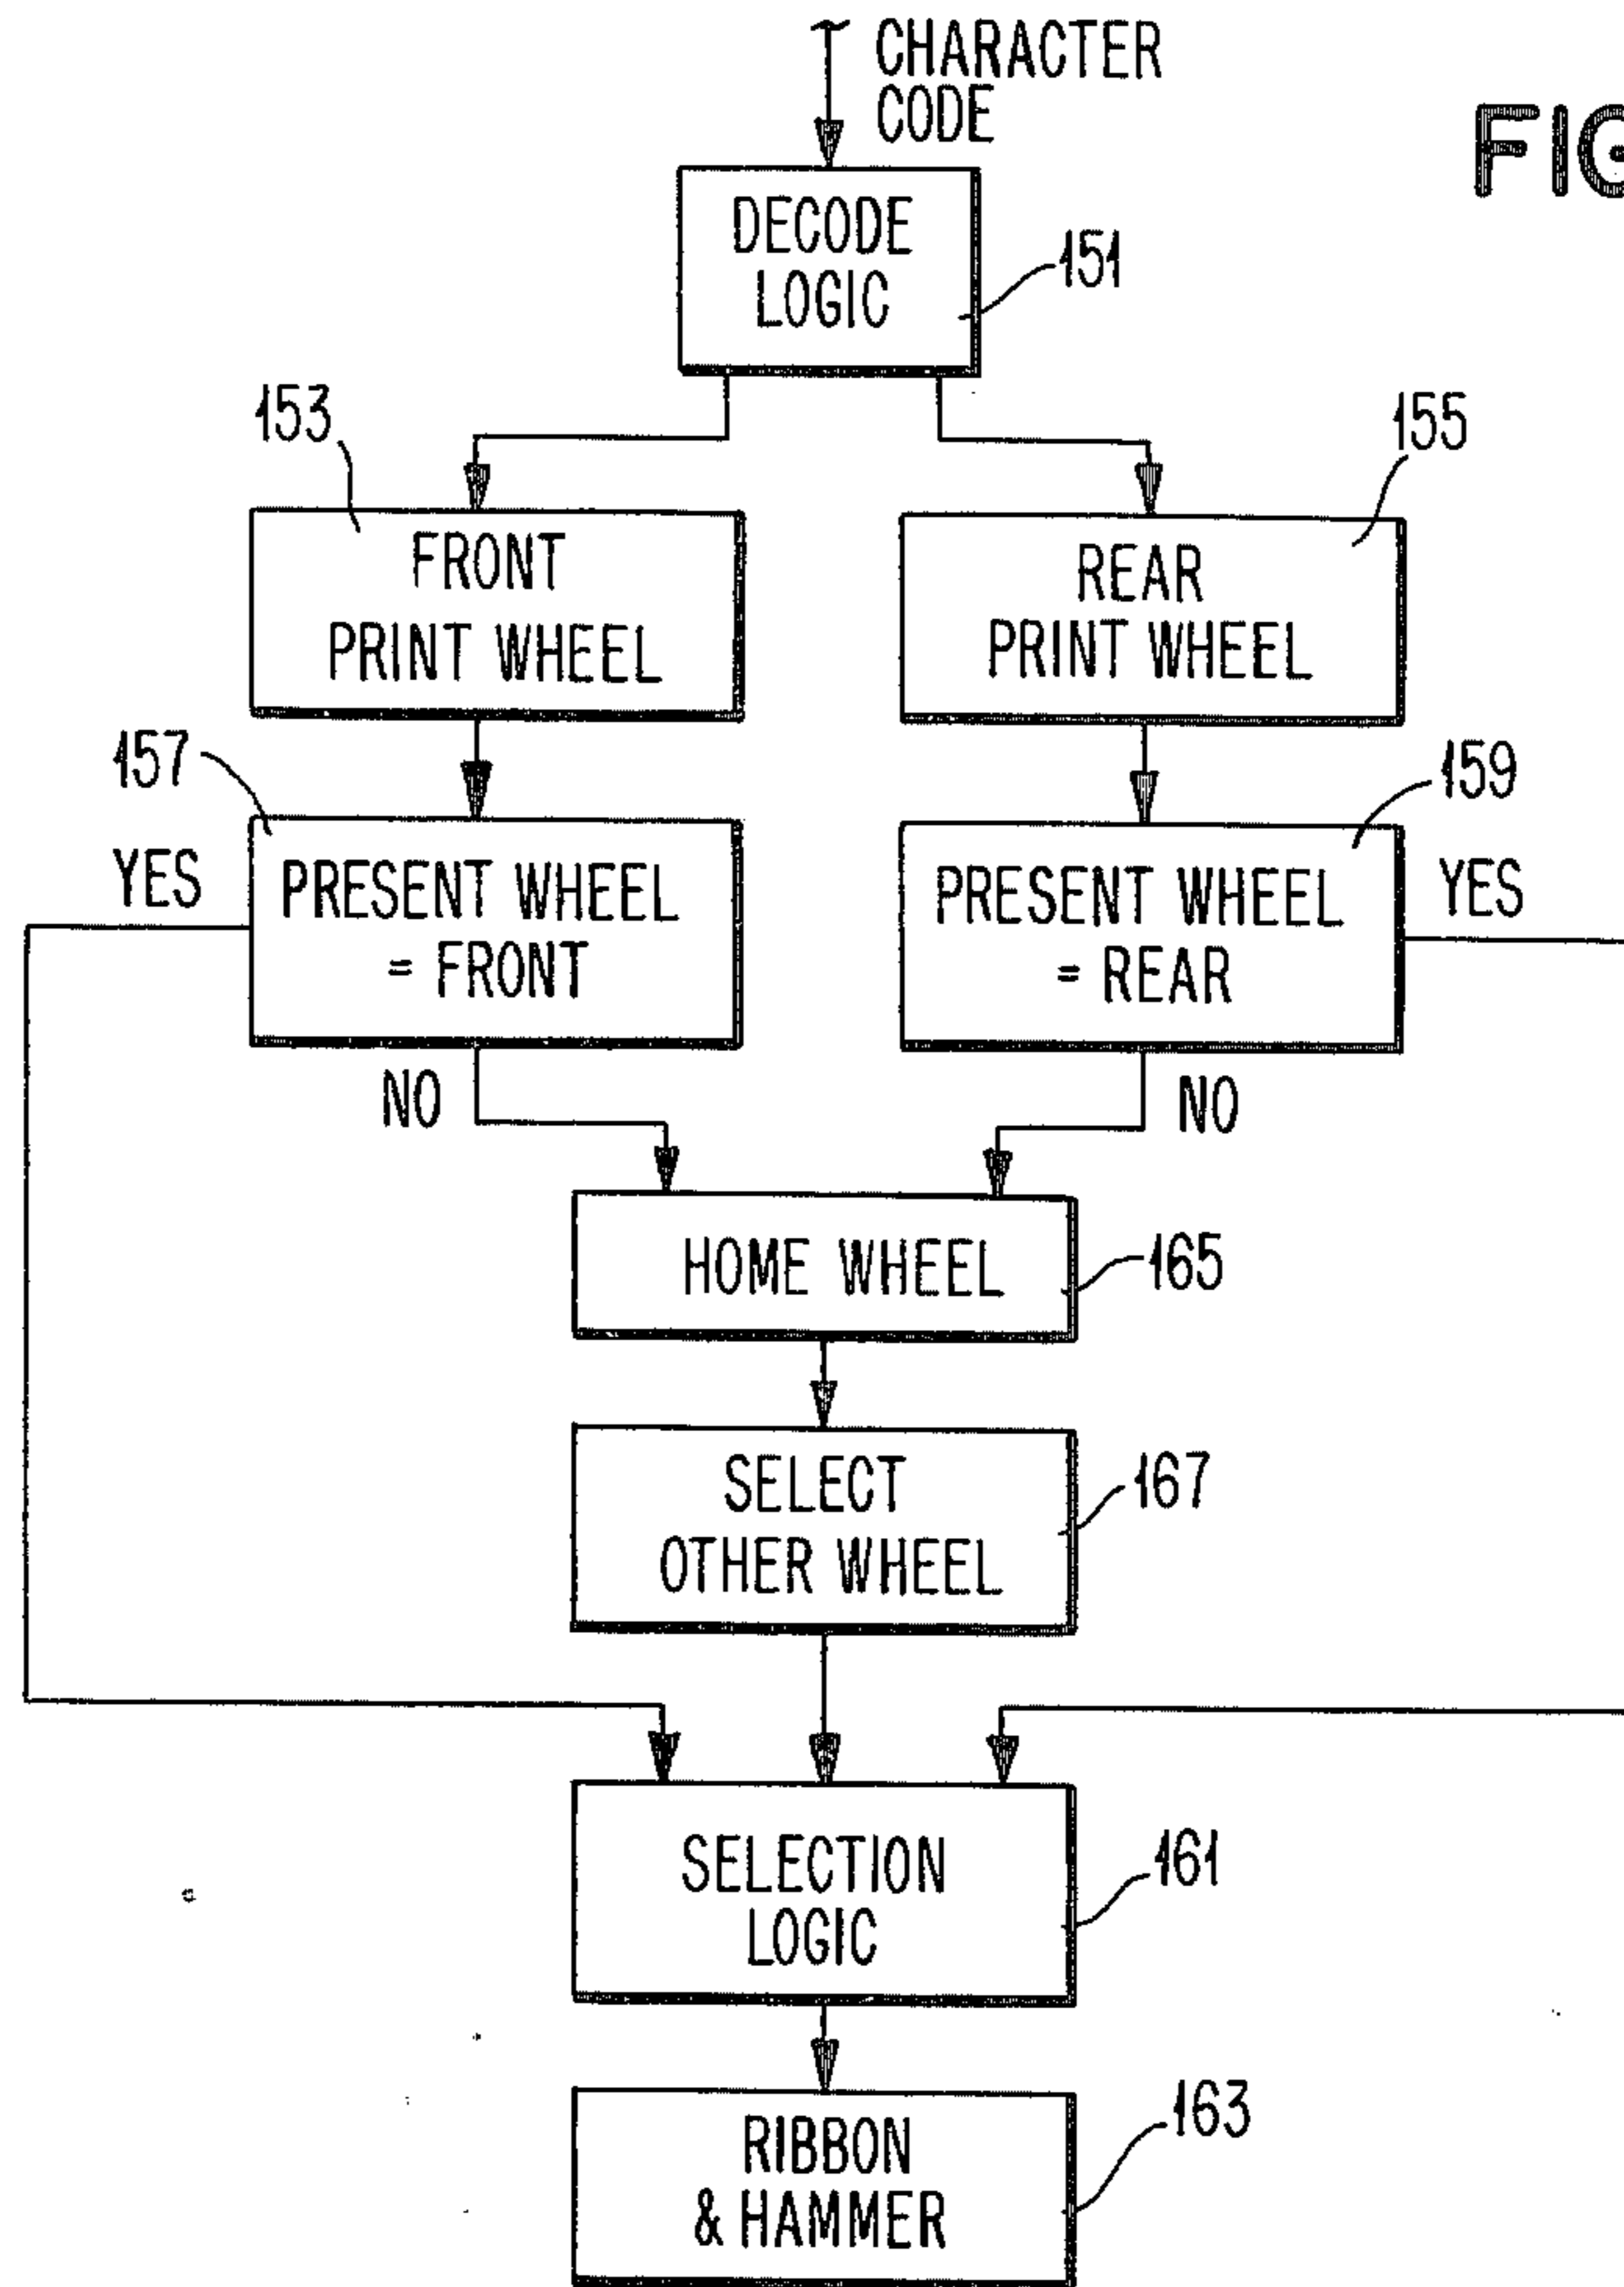 CHARACTER
CODE
FIG
DECODE
LOGIC
151
153
155
FRONT
PRINT WHEEL
REAR
PRINT WHEEL
157
159
YES
PRESENT WHEEL
= FRONT
PRESENT WHEEL
= REAR
YES
NO
NO
HOME WHEEL
165
SELECT
OTHER WHEEL
167
SELECTION
LOGIC
161
RIBBON
& HAMMER
163